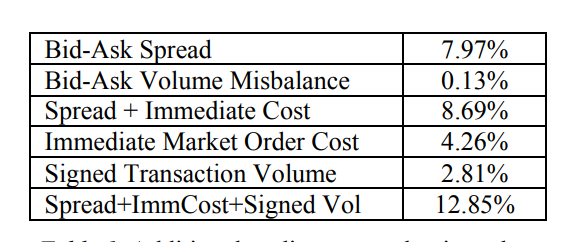 Bid-Ask Spread 7.97%
Bid-Ask Volume Misbalance 0.13%
Spread + Immediate Cost 8.69%
Immediate Market Order Cost 4.26%
Signed Transaction Volume 2.81%
Spread+ImmCost+Signed Vol 12.85%